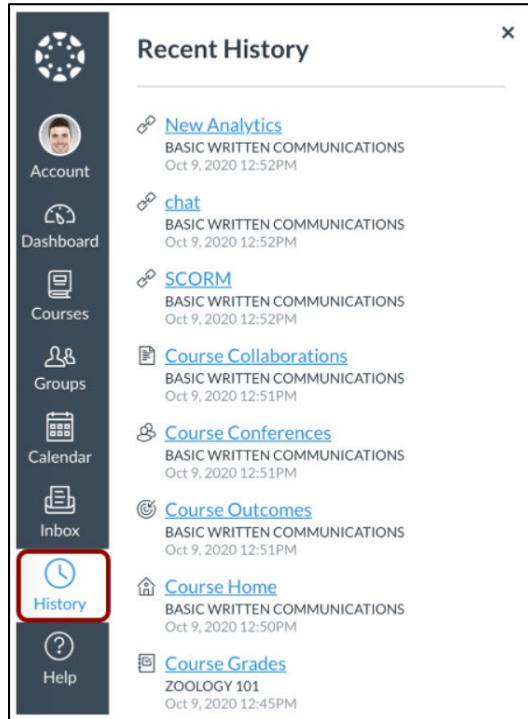 Account
Dashboard
Courses
Groups
Calendar
Inbox
History
Help
Recent History
×
New Analytics
BASIC WRITTEN COMMUNICATIONS
Oct 9, 2020 12:52PM
chat
BASIC WRITTEN COMMUNICATIONS
Oct 9, 2020 12:52PM
SCORM
BASIC WRITTEN COMMUNICATIONS
Oct 9, 2020 12:52PM
Course Collaborations
BASIC WRITTEN COMMUNICATIONS
Oct 9, 2020 12:51PM
Course Conferences
BASIC WRITTEN COMMUNICATIONS
Oct 9, 2020 12:51PM
Course Outcomes
BASIC WRITTEN COMMUNICATIONS
Oct 9, 2020 12:51PM
Course Home
BASIC WRITTEN COMMUNICATIONS
Oct 9, 2020 12:50PM
Course Grades
ZOOLOGY 101
Oct 9, 2020 12:45PM